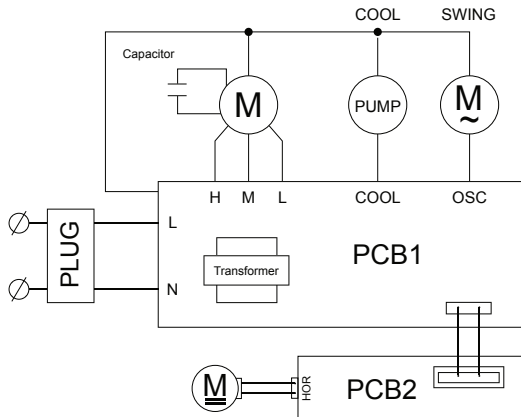 COOL SWING
Capacitor
M PUMP M
~
H M L COOL OSC
L
PLUG
Transformer
PCB1
N
M
HOR
PCB2